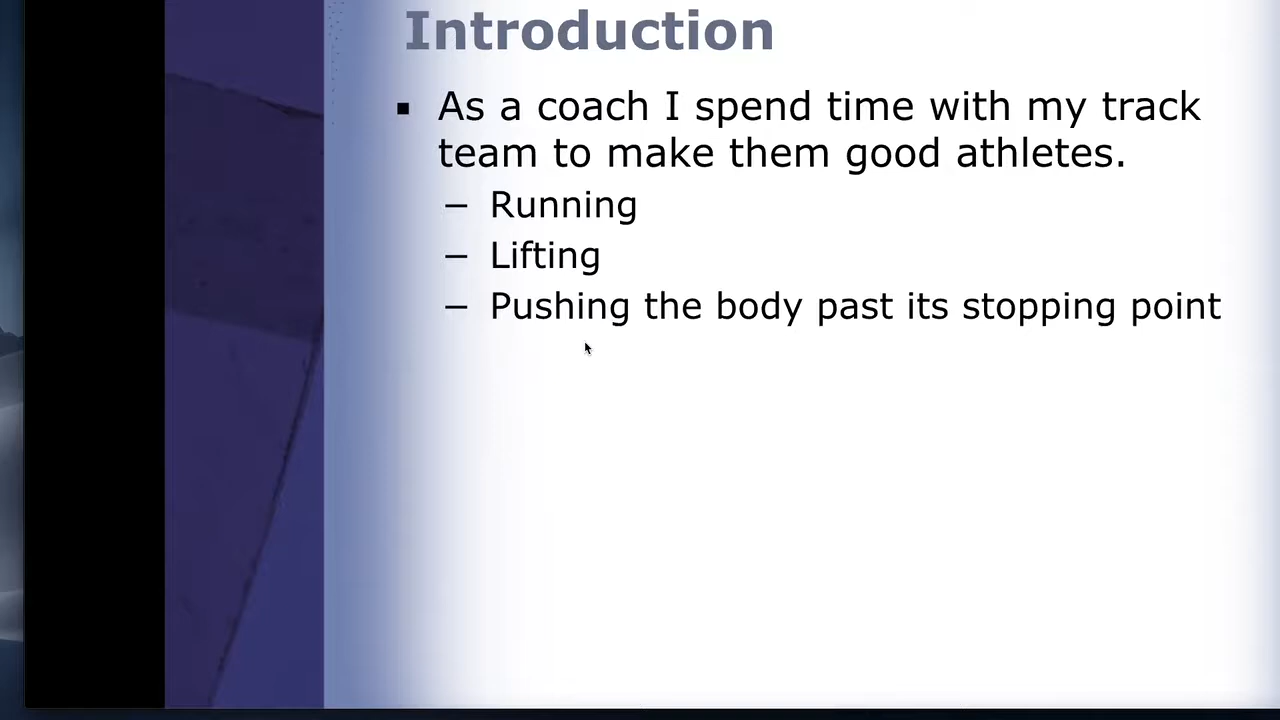 Introduction
▪ As a coach I spend time with my track
team to make them good athletes.
– Running
– Lifting
– Pushing the body past its stopping point